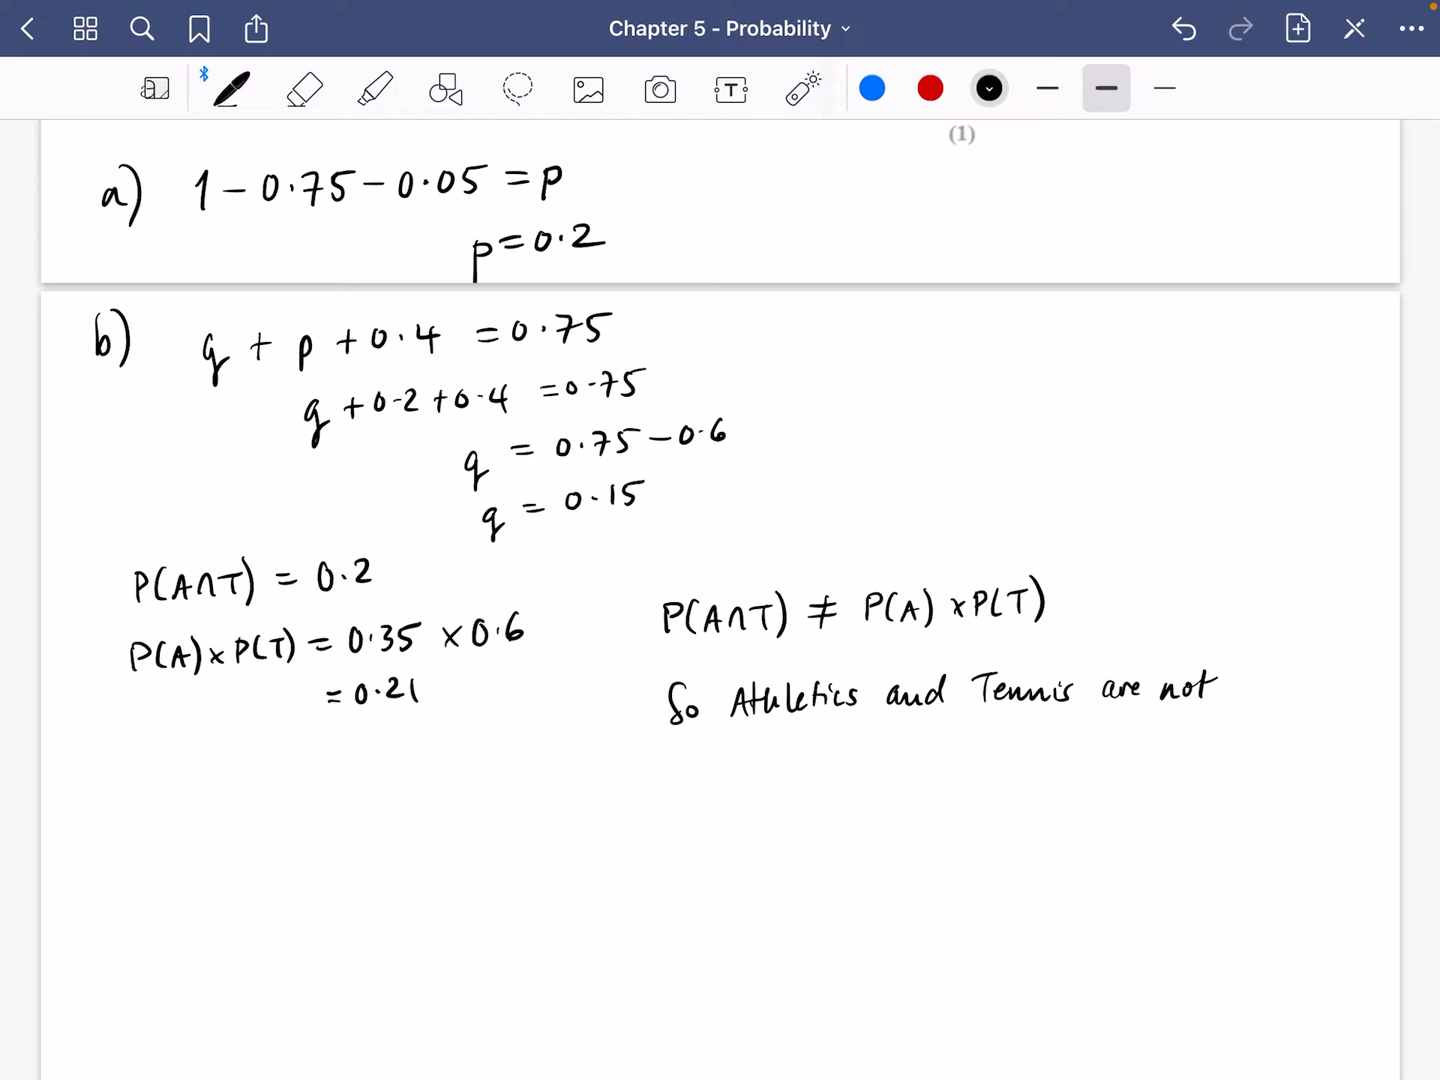 Chapter 5 - Probability
T
(1)
a) 1 - 0.75 - 0.05 = p
p = 0.2
b) q + p + 0.4 = 0.75
q + 0.2 + 0.4 = 0.75
q = 0.75 - 0.6
q = 0.15
P(A∩T) = 0.2
P(A) × P(T) = 0.35 × 0.6
= 0.21
P(A∩T) ≠ P(A) × P(T)
So Athletics and Tennis are not